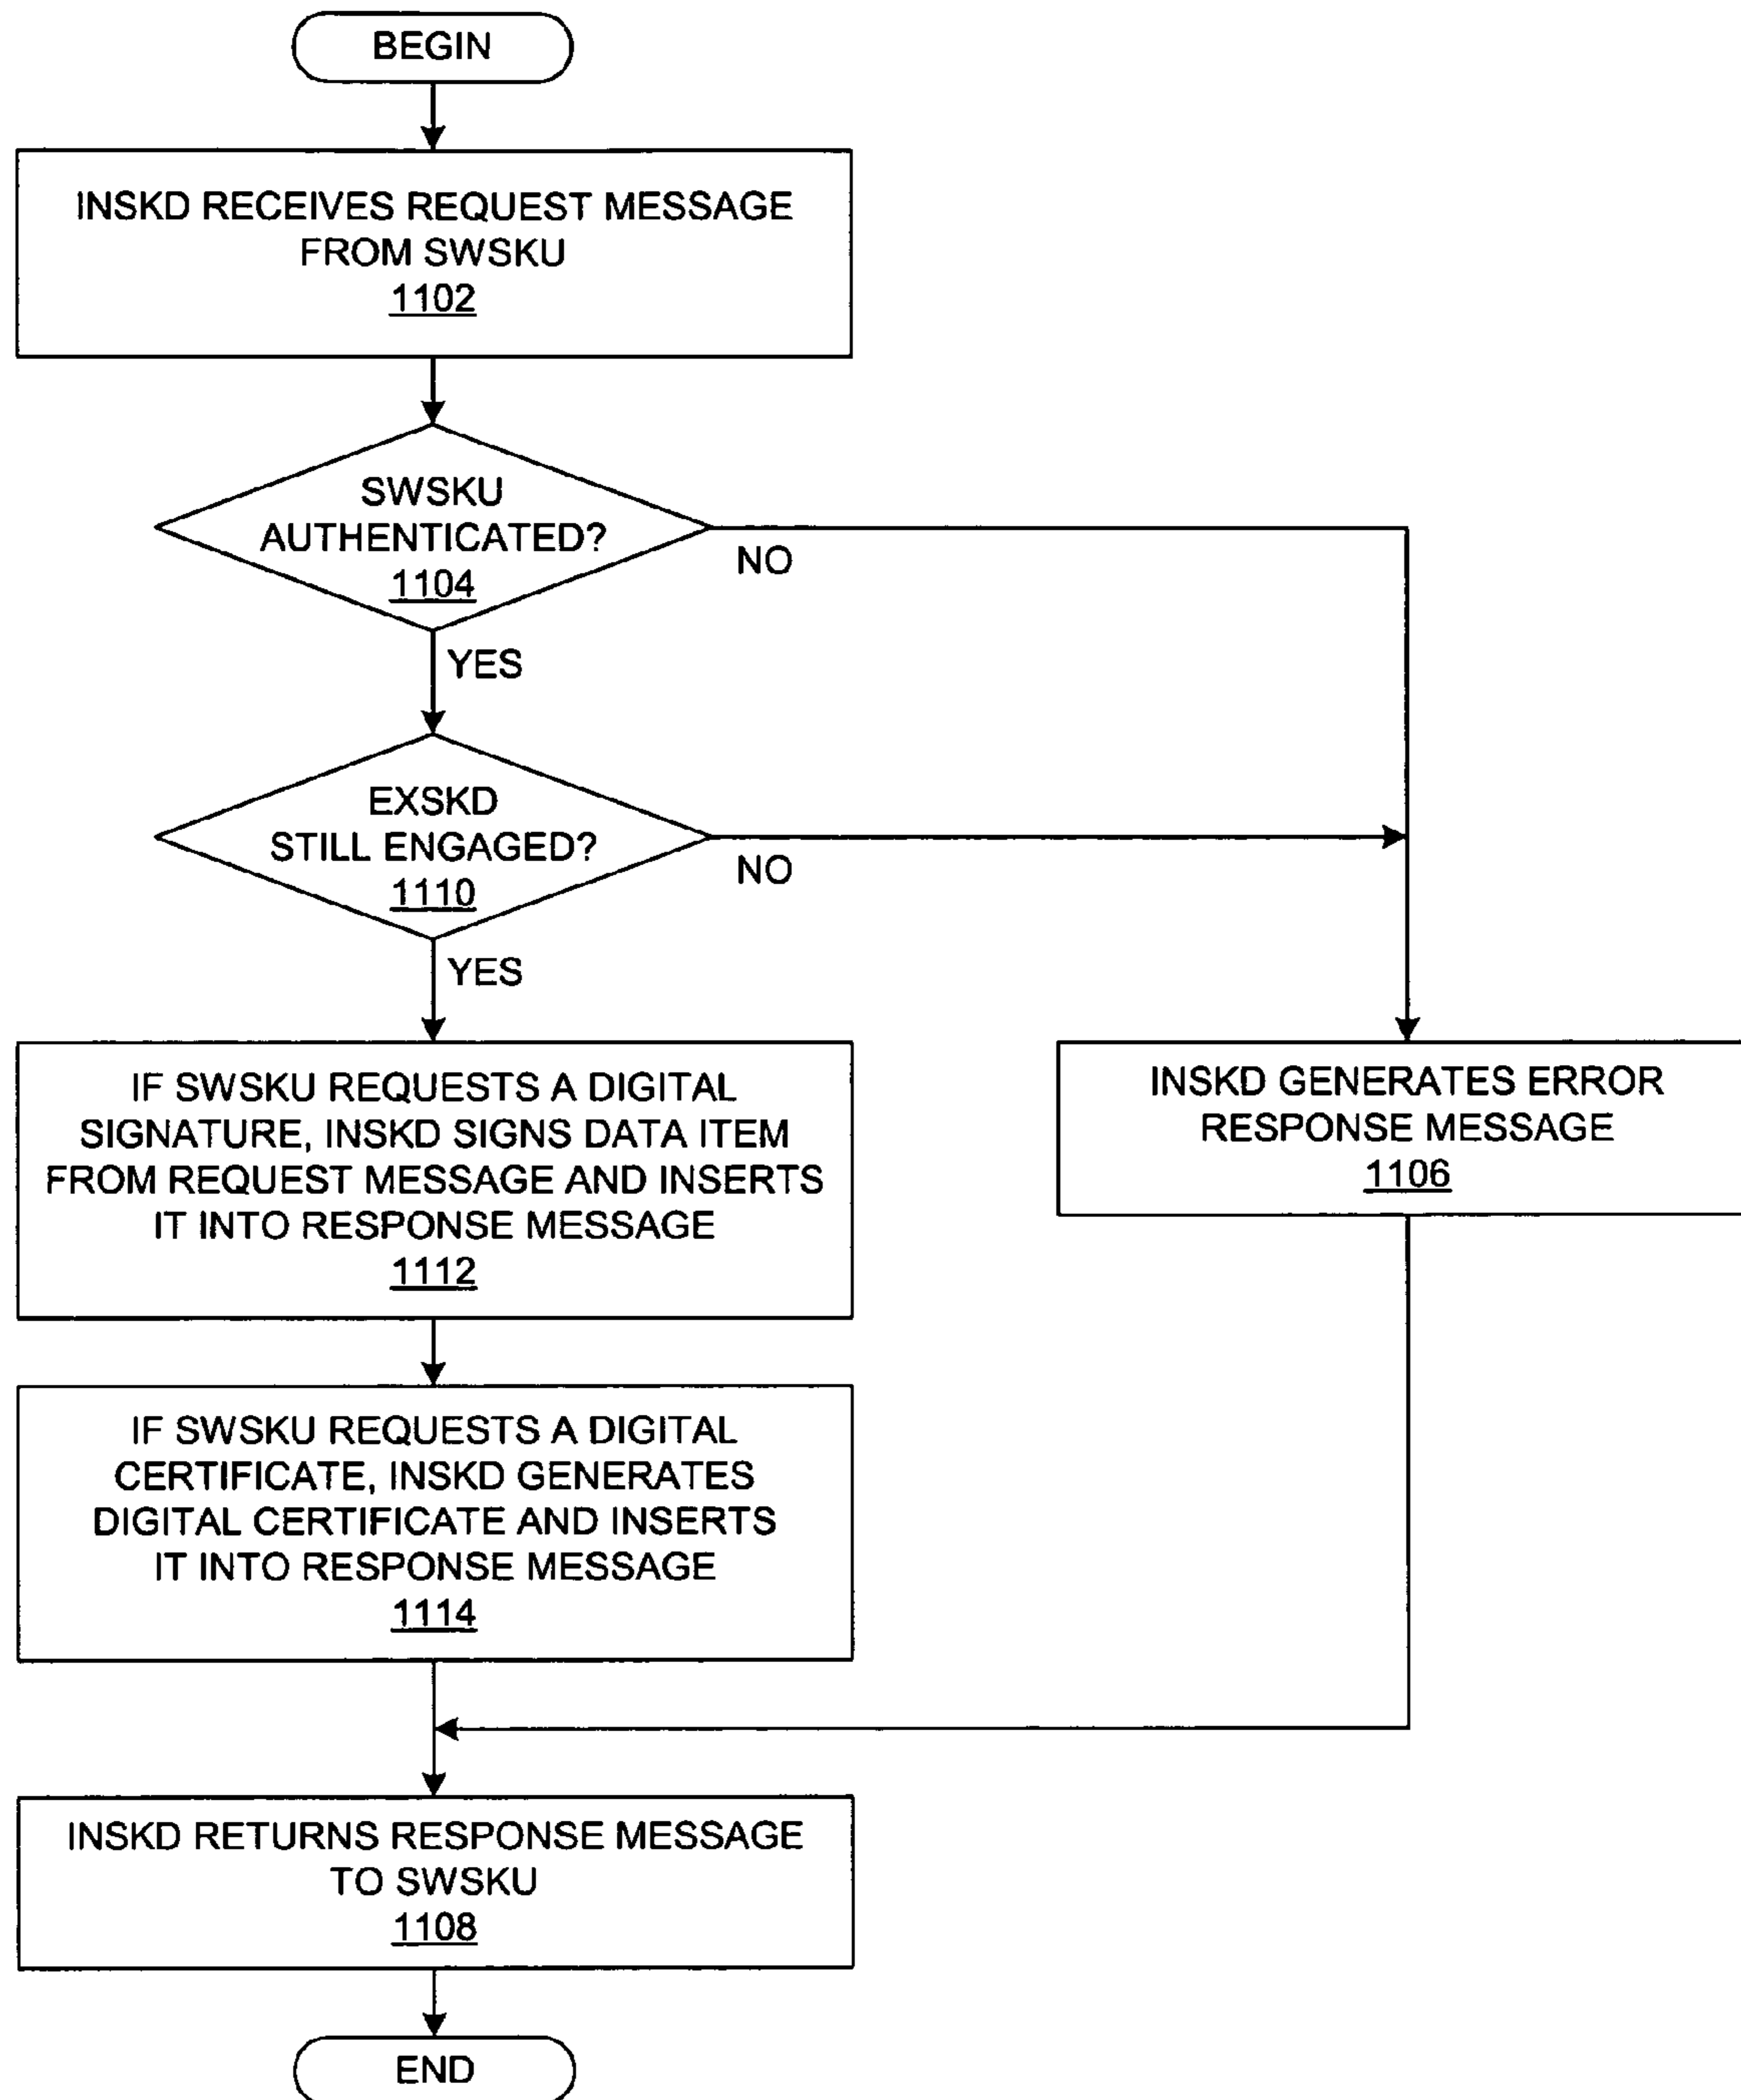 BEGIN
INSKD RECEIVES REQUEST MESSAGE
FROM SWSKU
1102
SWSKU
AUTHENTICATED?
1104
NO
YES
EXSKD
STILL ENGAGED?
1110
NO
YES
IF SWSKU REQUESTS A DIGITAL
SIGNATURE, INSKD SIGNS DATA ITEM
FROM REQUEST MESSAGE AND INSERTS
IT INTO RESPONSE MESSAGE
1112
INSKD GENERATES ERROR
RESPONSE MESSAGE
1106
IF SWSKU REQUESTS A DIGITAL
CERTIFICATE, INSKD GENERATES
DIGITAL CERTIFICATE AND INSERTS
IT INTO RESPONSE MESSAGE
1114
INSKD RETURNS RESPONSE MESSAGE
TO SWSKU
1108
END